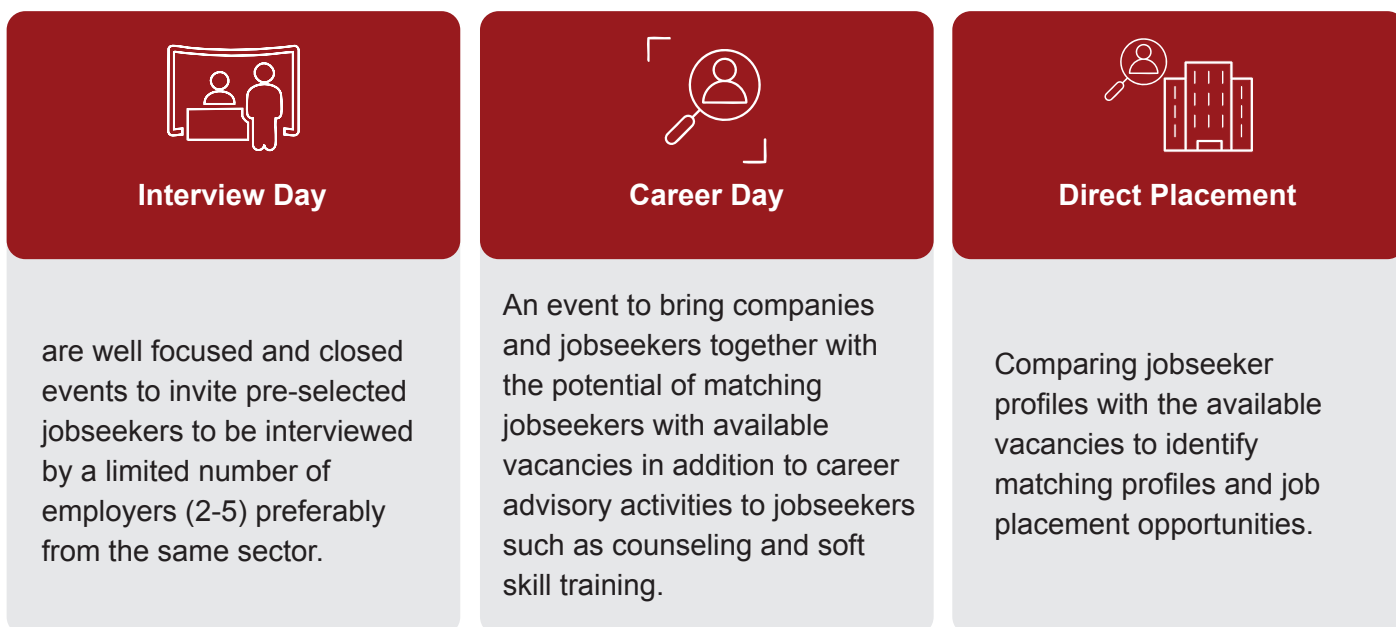 Interview Day
are well focused and closed
events to invite pre-selected
jobseekers to be interviewed
by a limited number of
employers (2-5) preferably
from the same sector.
Career Day
An event to bring companies
and jobseekers together with
the potential of matching
jobseekers with available
vacancies in addition to career
advisory activities to jobseekers
such as counseling and soft
skill training.
Direct Placement
Comparing jobseeker
profiles with the available
vacancies to identify
matching profiles and job
placement opportunities.